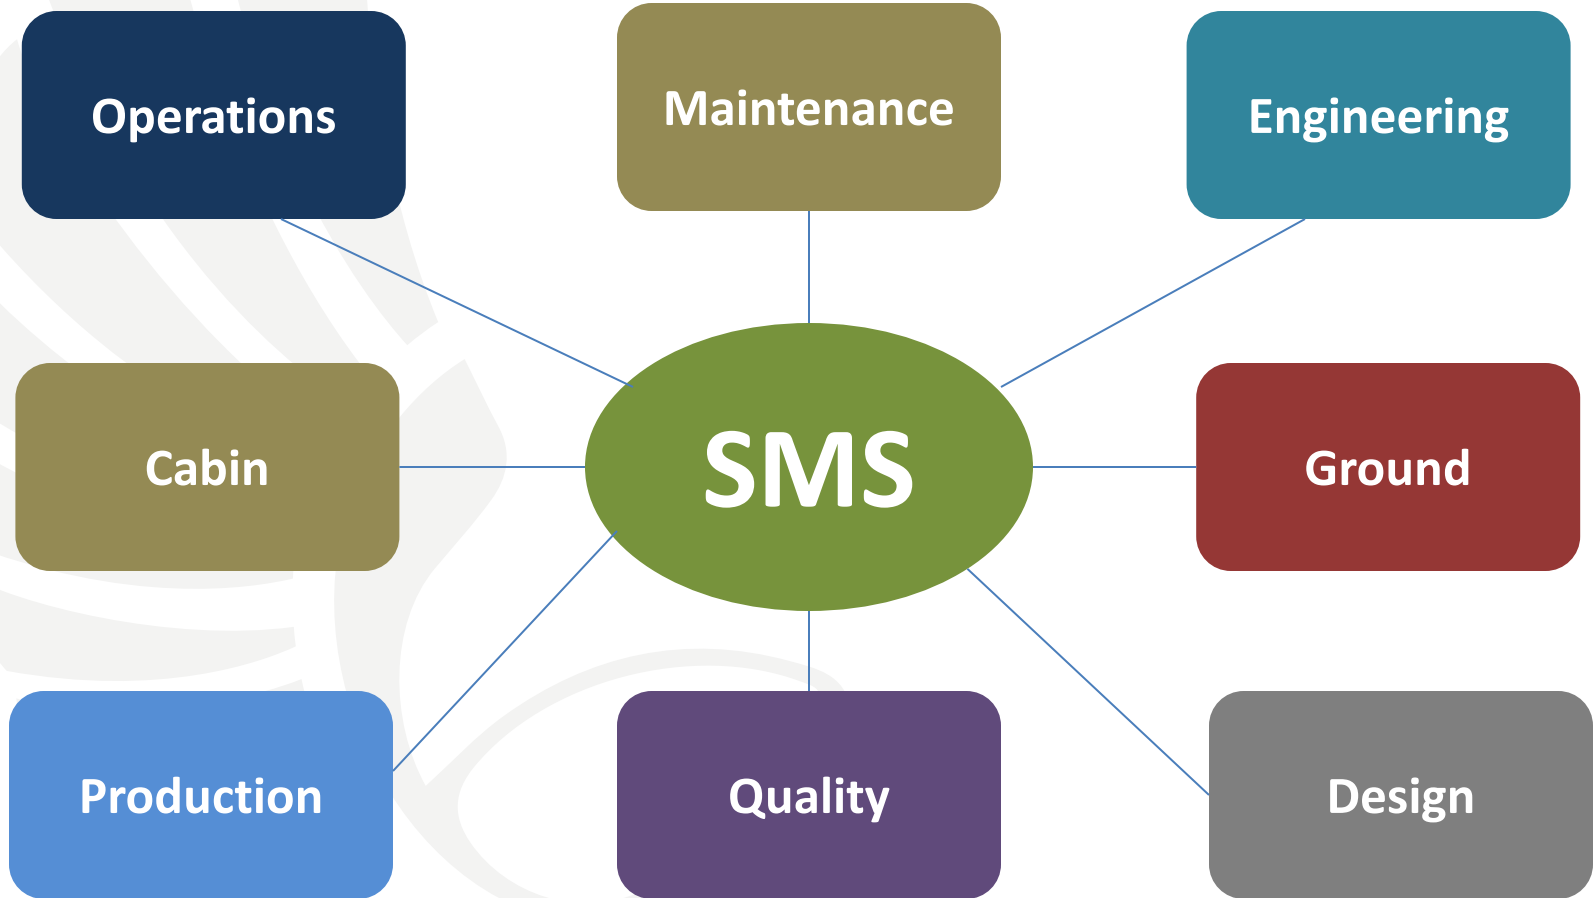 Operations
Maintenance
Engineering
Cabin
SMS
Ground
Production
Quality
Design